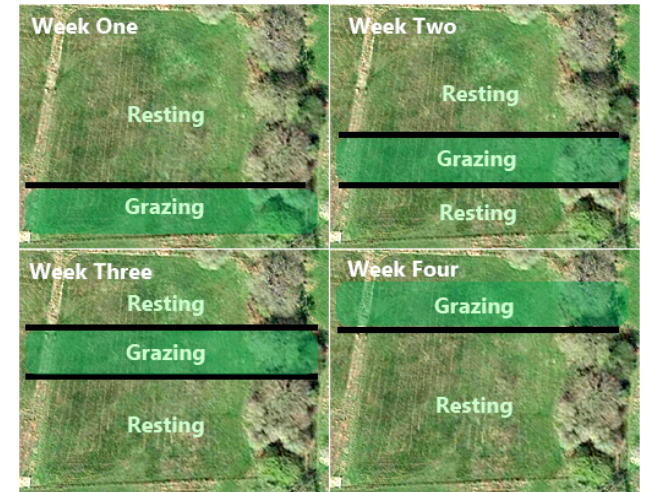 Week One
Resting
Grazing
Week Two
Resting
Grazing
Resting
Week Three
Resting
Grazing
Resting
Week Four
Grazing
Resting